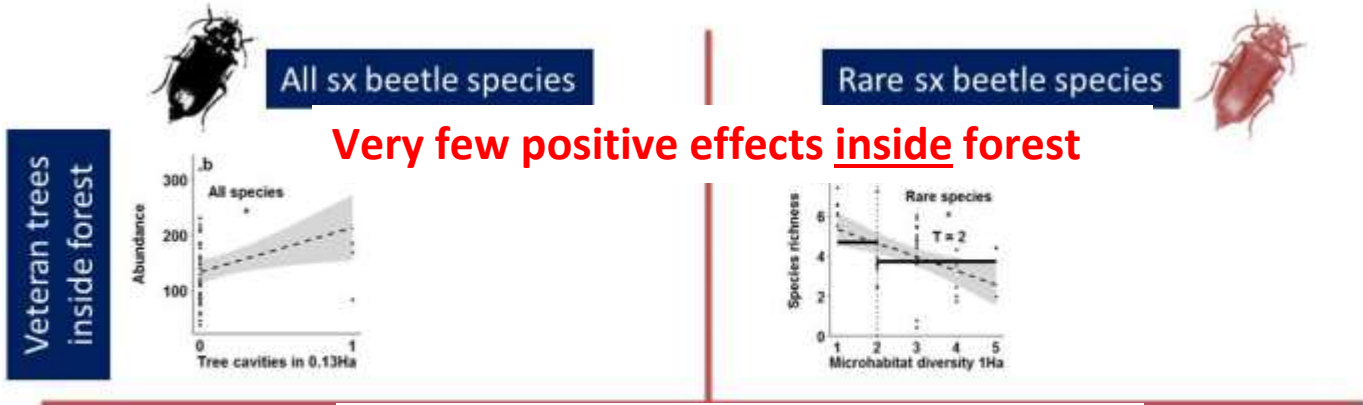 All sx beetle species
Rare sx beetle species
Very few positive effects inside forest
Veteran trees
inside forest
.b
All species
*
Abundance
300
200
100
0
1
Tree cavities in 0.13Ha
Rare species
*
T = 2
Species richness
6
4
2
0
1 2 3 4 5
Microhabitat diversity 1Ha